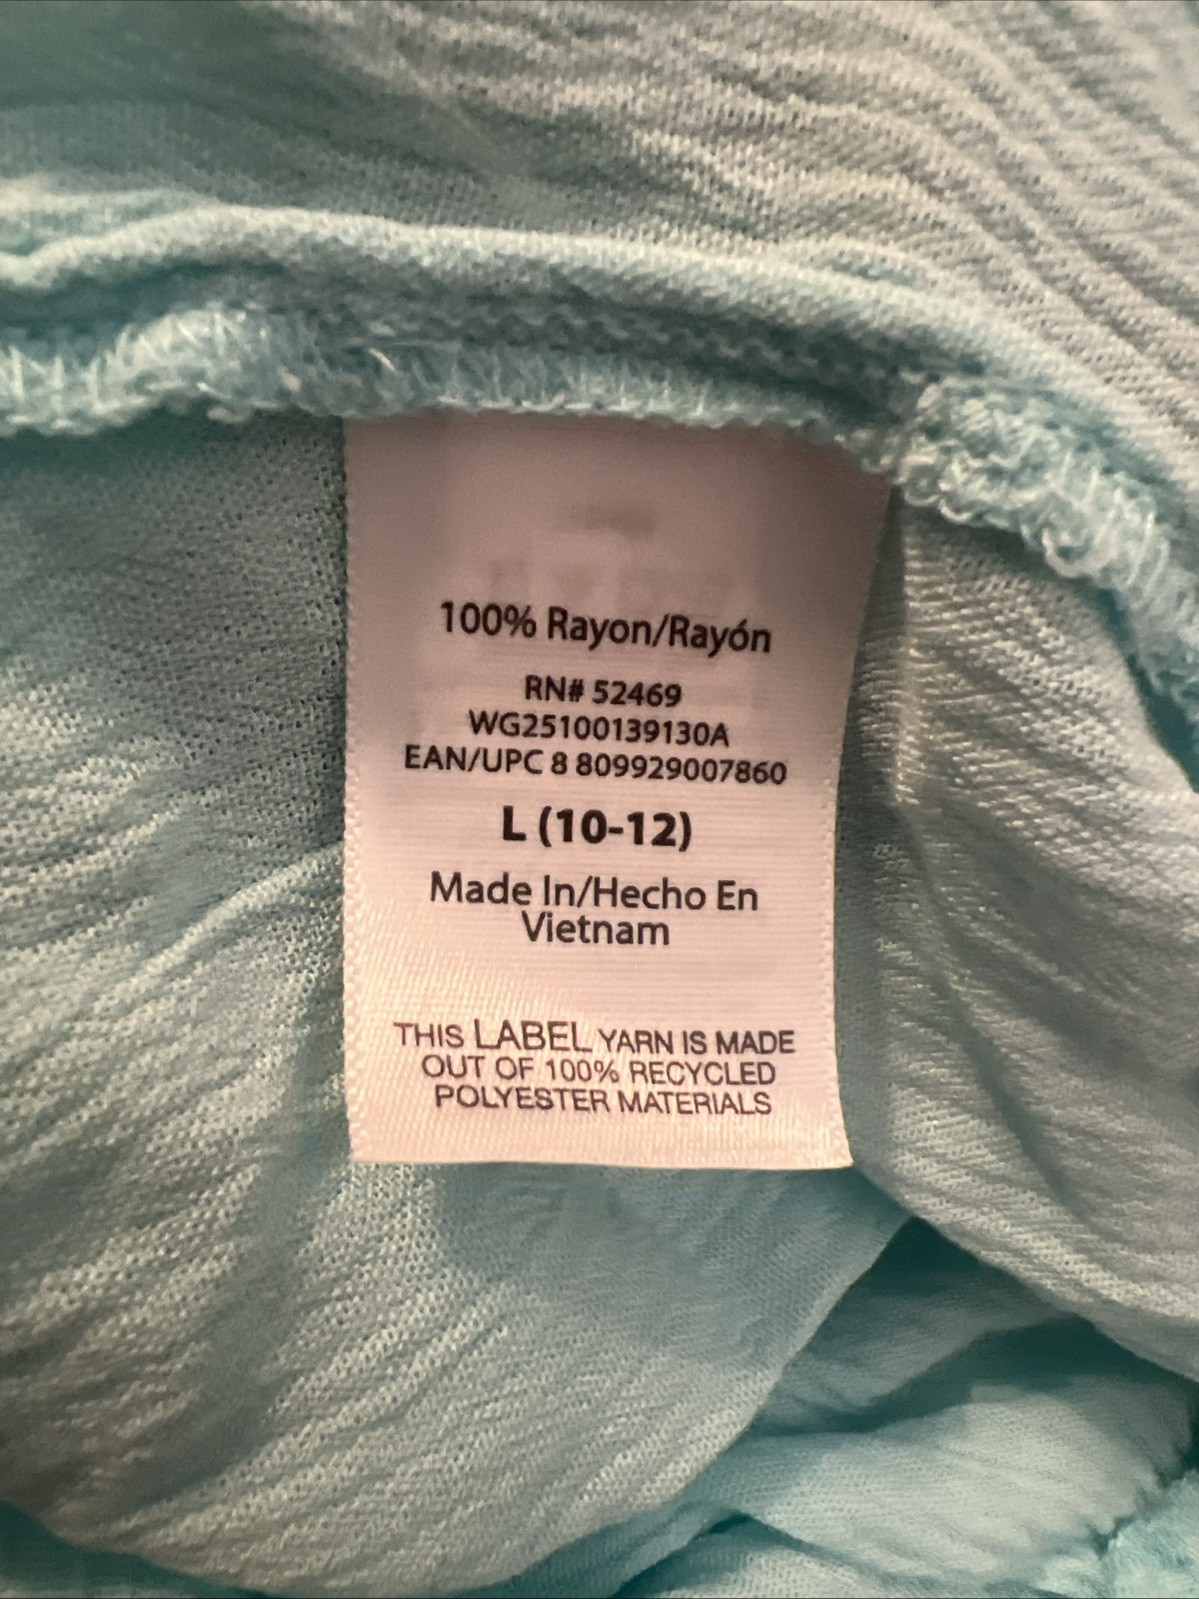 100% Rayon/Rayón
RN# 52469
WG25100139130A
EAN/UPC 8 809929007860
L (10-12)
Made In/Hecho En
Vietnam
THIS LABEL YARN IS MADE
OUT OF 100% RECYCLED
POLYESTER MATERIALS